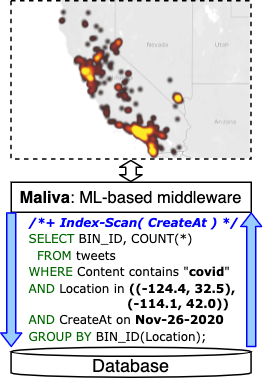 Nevada
Utah
Arizona
Maliva: ML-based middleware
/*+ Index-Scan( CreateAt ) */
SELECT BIN_ID, COUNT(*)
FROM tweets
WHERE Content contains "covid"
AND Location in ((-124.4, 32.5),
(-114.1, 42.0))
AND CreateAt on Nov-26-2020
GROUP BY BIN_ID(Location);
Database